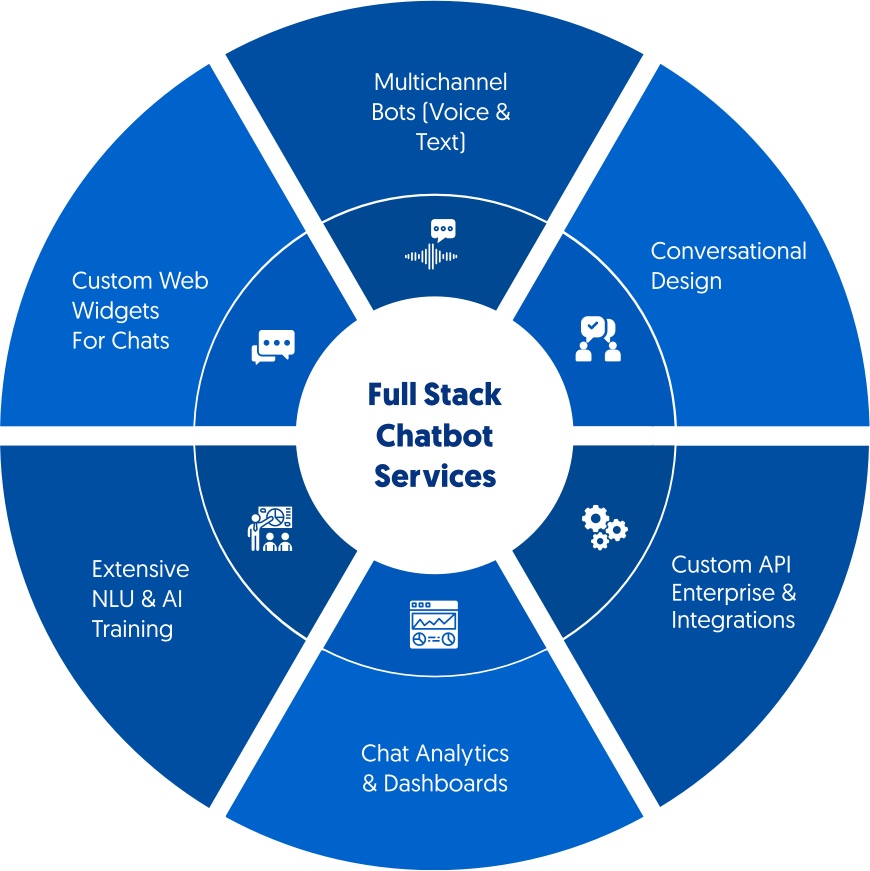 Multichannel
Bots (Voice &
Text)
Conversational
Design
Custom Web
Widgets
For Chats
Full Stack
Chatbot
Services
Custom API
Enterprise &
Integrations
Extensive
NLU & AI
Training
Chat Analytics
& Dashboards